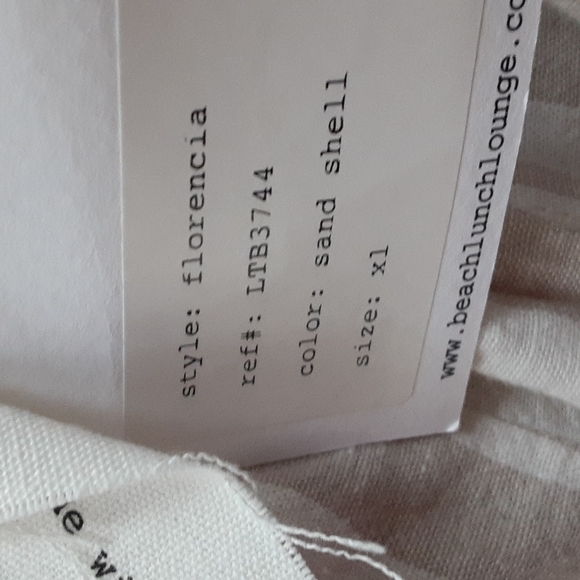 style: florencia
ref#: LTB3744
color: sand shell
size: xl
www.beachlunchlounge.co